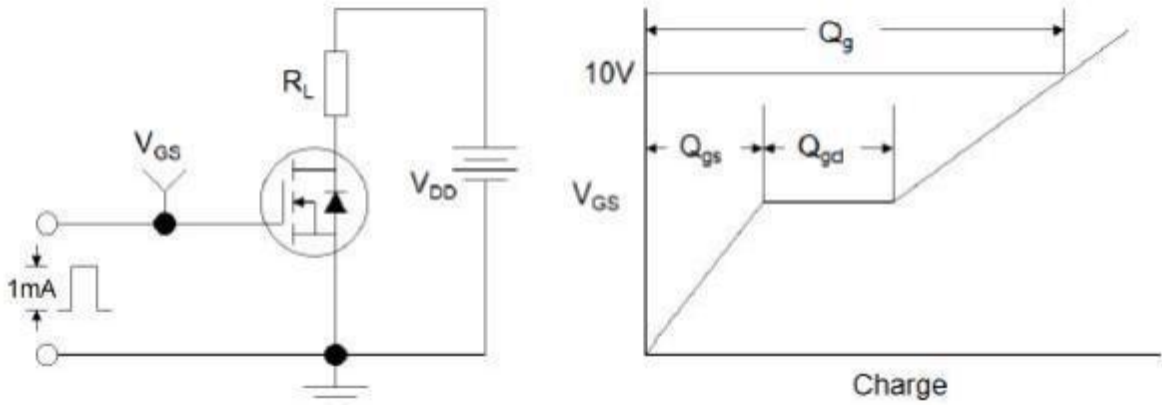 R_L
V_GS
V_DD
1mA
Q_g
10V
Q_gs
Q_gd
V_GS
Charge